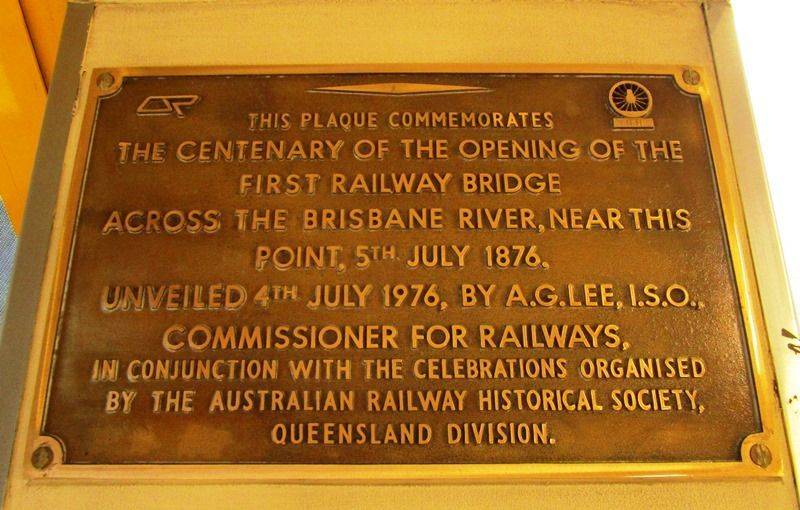 QR
THIS PLAQUE COMMEMORATES
THE CENTENARY OF THE OPENING OF THE
FIRST RAILWAY BRIDGE
ACROSS THE BRISBANE RIVER, NEAR THIS
POINT, 5TH. JULY 1876.
UNVEILED 4TH JULY 1976, BY A.G.LEE, I.S.O.,
COMMISSIONER FOR RAILWAYS,
IN CONJUNCTION WITH THE CELEBRATIONS ORGANISED
BY THE AUSTRALIAN RAILWAY HISTORICAL SOCIETY,
QUEENSLAND DIVISION.